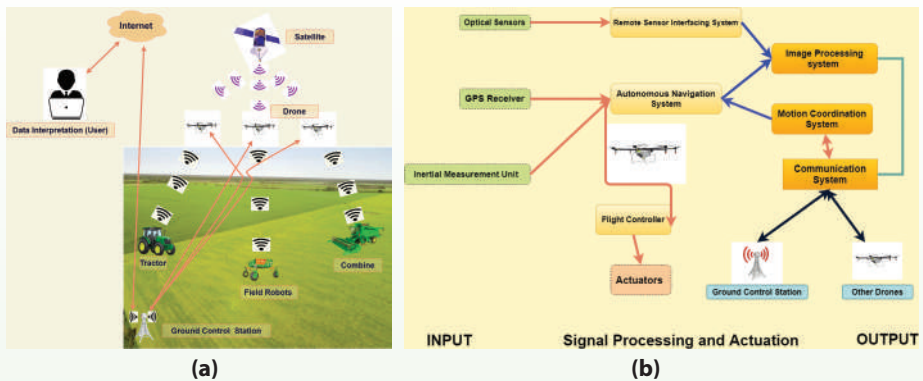 Internet
Satellite
Drone
Data Interpretation (User)
Tractor
Field Robots
Combine
Ground Control Station
(a)
Optical Sensors
Remote Sensor Interfacing System
Image Processing
system
GPS Receiver
Autonomous Navigation
System
Motion Coordination
System
Inertial Measurement Unit
Communication
System
Flight Controller
Actuators
Ground Control Station
Other Drones
INPUT
Signal Processing and Actuation
OUTPUT
(b)